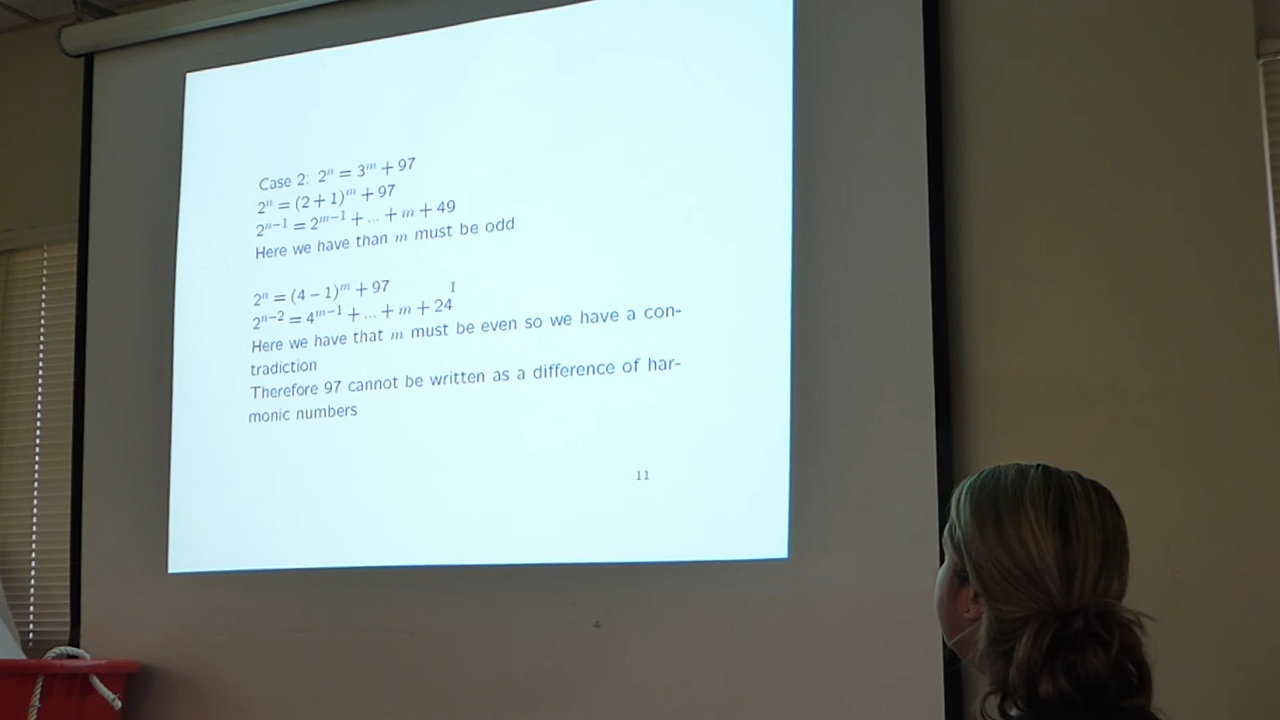 Case 2: 2ⁿ = 3ᵐ + 97
2ⁿ = (2 + 1)ᵐ + 97
2ⁿ⁻¹ = 2ᵐ⁻¹ + ... + m + 49
Here we have than m must be odd
2ⁿ = (4 − 1)ᵐ + 97
2ⁿ⁻² = 4ᵐ⁻¹ + ... + m + 24
Here we have that m must be even so we have a con-
tradiction
Therefore 97 cannot be written as a difference of har-
monic numbers
11